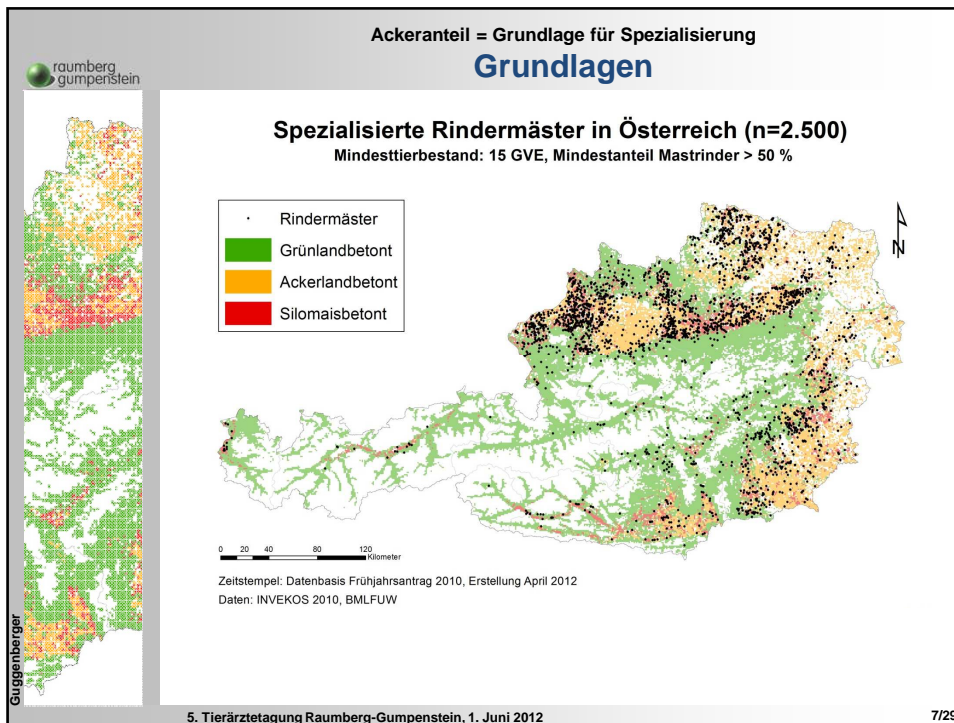 Ackeranteil = Grundlage für Spezialisierung
Grundlagen
raumberg
gumpenstein
Spezialisierte Rindermäster in Österreich (n=2.500)
Mindesttierbestand: 15 GVE, Mindestanteil Mastrinder > 50 %
Rindermäster
Grünlandbetont
Ackerlandbetont
Silomaisbetont
N
0 20 40 80 120
Kilometer
Zeitstempel: Datenbasis Frühjahrsantrag 2010, Erstellung April 2012
Daten: INVEKOS 2010, BMLFUW
Guggenberger
5. Tierärztetagung Raumberg-Gumpenstein, 1. Juni 2012
7/29